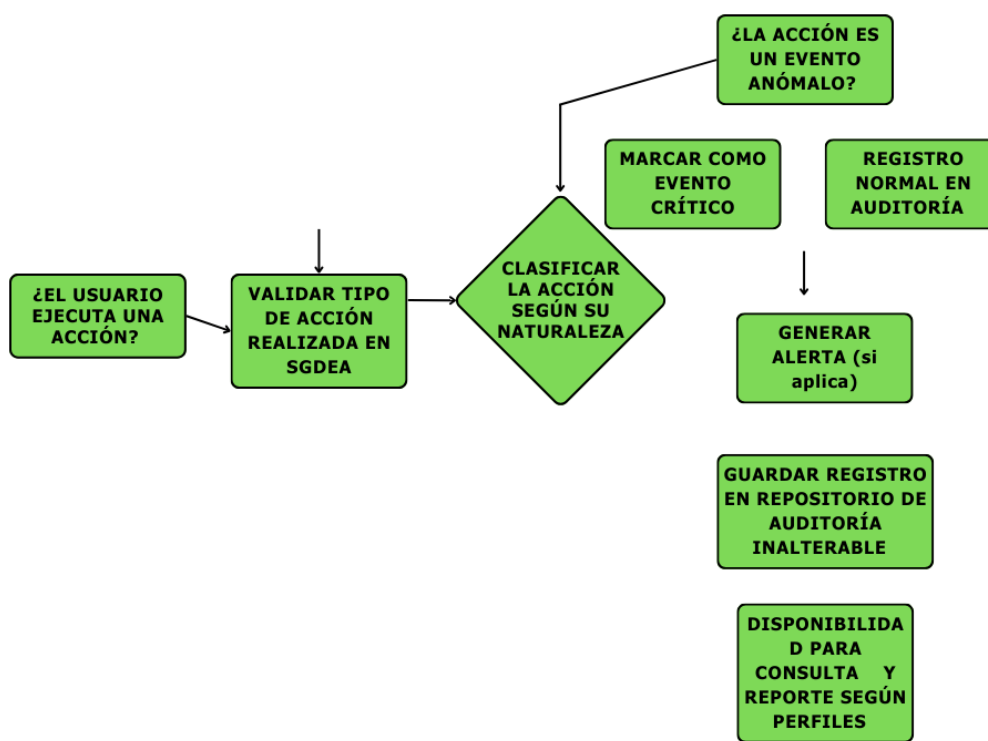 ¿LA ACCIÓN ES
UN EVENTO
ANÓMALO?
MARCAR COMO
EVENTO
CRÍTICO
REGISTRO
NORMAL EN
AUDITORÍA
¿EL USUARIO
EJECUTA UNA
ACCIÓN?
VALIDAR TIPO
DE ACCIÓN
REALIZADA EN
SGDEA
CLASIFICAR
LA ACCIÓN
SEGÚN SU
NATURALEZA
GENERAR
ALERTA (si
aplica)
GUARDAR REGISTRO
EN REPOSITORIO DE
AUDITORÍA
INALTERABLE
DISPONIBILIDA
D PARA
CONSULTA Y
REPORTE SEGÚN
PERFILES